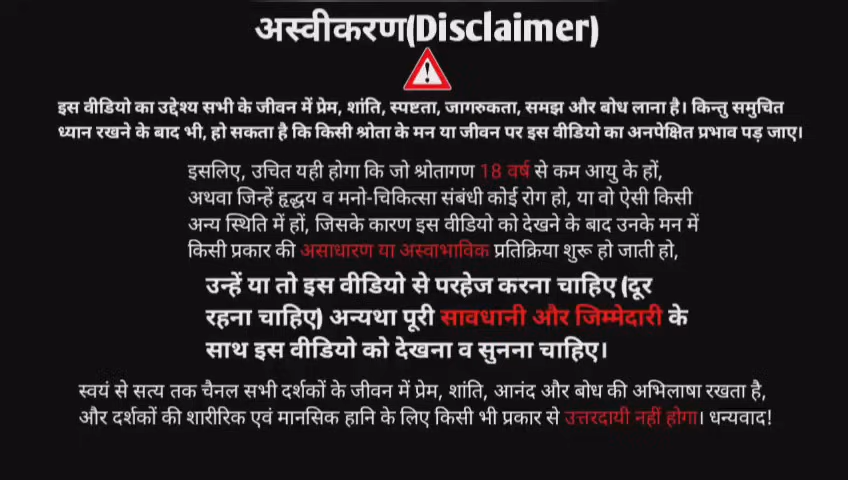 अस्वीकरण(Disclaimer)
इस वीडियो का उद्देश्य सभी के जीवन में प्रेम, शांति, स्पष्टता, जागरुकता, समझ और बोध लाना है। किन्तु समुचित
ध्यान रखने के बाद भी, हो सकता है कि किसी श्रोता के मन या जीवन पर इस वीडियो का अनपेक्षित प्रभाव पड़ जाए।
इसलिए, उचित यही होगा कि जो श्रोतागण 18 वर्ष से कम आयु के हों,
अथवा जिन्हें हृद्धय व मनो-चिकित्सा संबंधी कोई रोग हो, या वो ऐसी किसी
अन्य स्थिति में हों, जिसके कारण इस वीडियो को देखने के बाद उनके मन में
किसी प्रकार की असाधारण या अस्वाभाविक प्रतिक्रिया शुरू हो जाती हो,
उन्हें या तो इस वीडियो से परहेज करना चाहिए (दूर
रहना चाहिए) अन्यथा पूरी सावधानी और जिम्मेदारी के
साथ इस वीडियो को देखना व सुनना चाहिए।
स्वयं से सत्य तक चैनल सभी दर्शकों के जीवन में प्रेम, शांति, आनंद और बोध की अभिलाषा रखता है,
और दर्शकों की शारीरिक एवं मानसिक हानि के लिए किसी भी प्रकार से उत्तरदायी नहीं होगा। धन्यवाद!